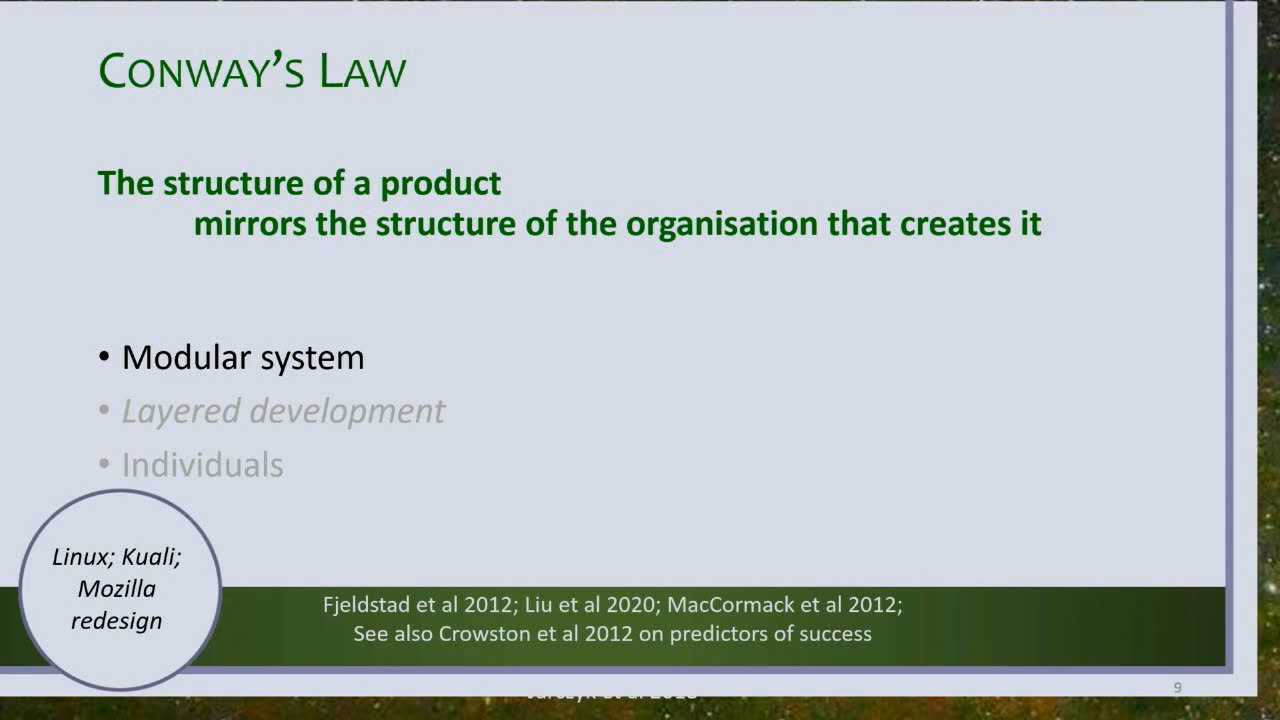 CONWAY'S LAW
The structure of a product
mirrors the structure of the organisation that creates it
• Modular system
• Layered development
• Individuals
Linux; Kuali;
Mozilla
redesign
Fjeldstad et al 2012; Liu et al 2020; MacCormack et al 2012;
See also Crowston et al 2012 on predictors of success
9